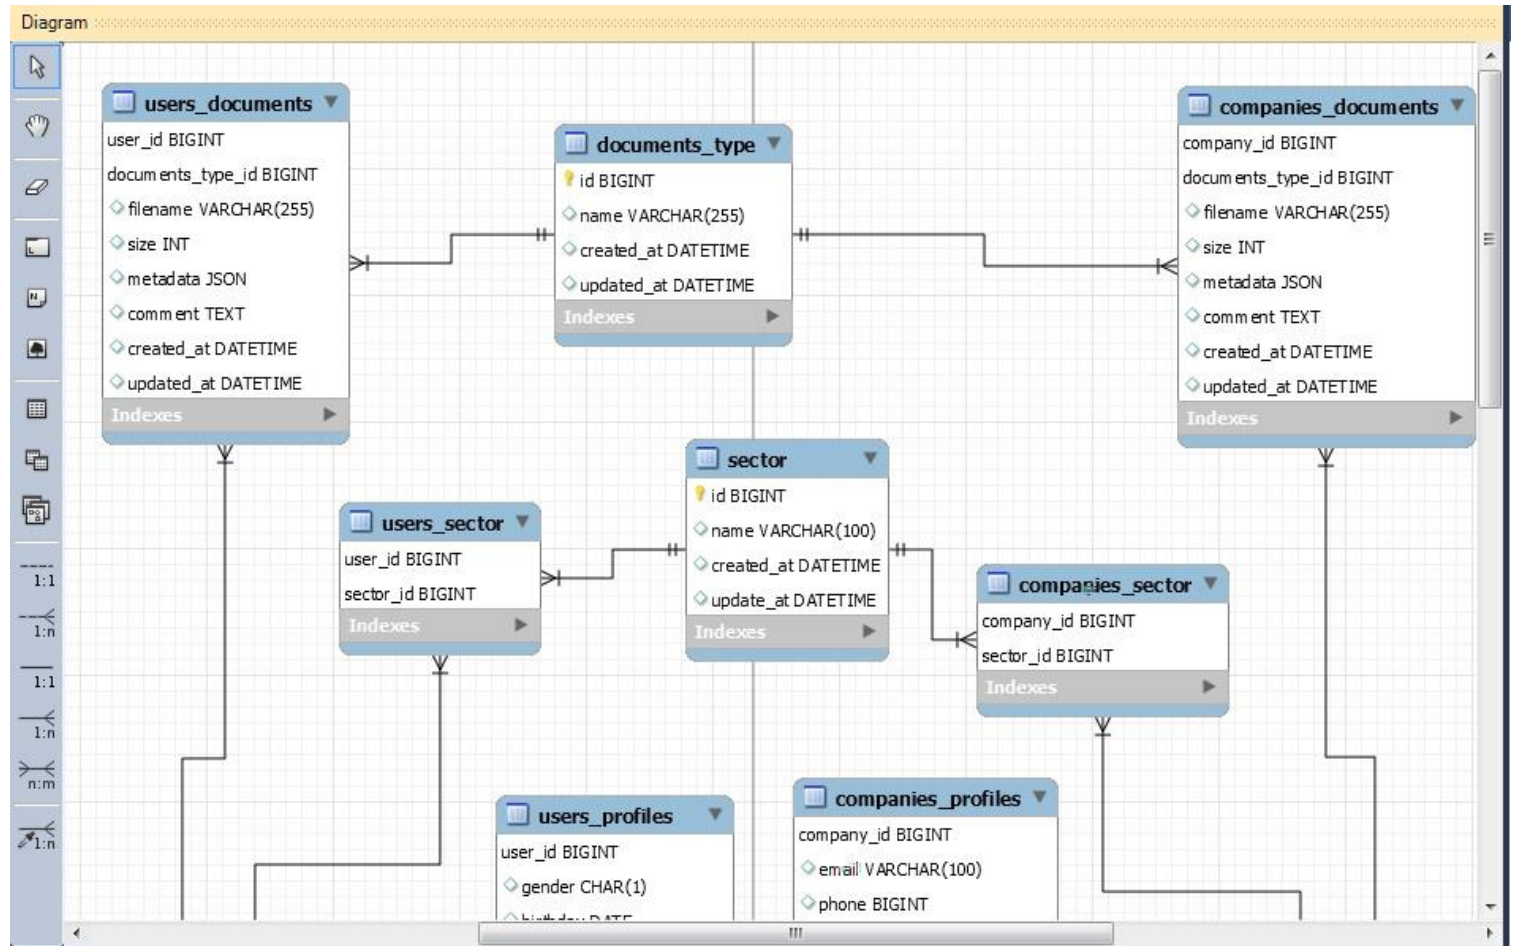 Diagram
users_documents
user_id BIGINT
documents_type_id BIGINT
filename VARCHAR(255)
size INT
metadata JSON
comment TEXT
created_at DATETIME
updated_at DATETIME
Indexes
documents_type
id BIGINT
name VARCHAR(255)
created_at DATETIME
updated_at DATETIME
Indexes
companies_documents
company_id BIGINT
documents_type_id BIGINT
filename VARCHAR(255)
size INT
metadata JSON
comment TEXT
created_at DATETIME
updated_at DATETIME
Indexes
users_sector
user_id BIGINT
sector_id BIGINT
Indexes
sector
id BIGINT
name VARCHAR(100)
created_at DATETIME
update_at DATETIME
Indexes
companies_sector
company_id BIGINT
sector_id BIGINT
Indexes
users_profiles
user_id BIGINT
gender CHAR(1)
birthday DATE
companies_profiles
company_id BIGINT
email VARCHAR(100)
phone BIGINT
1:1
1:n
1:1
1:n
n:m
1:n